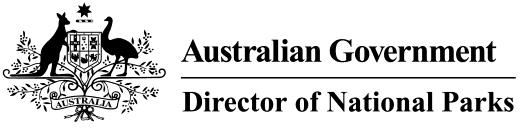 AUSTRALIA
Australian Government
Director of National Parks